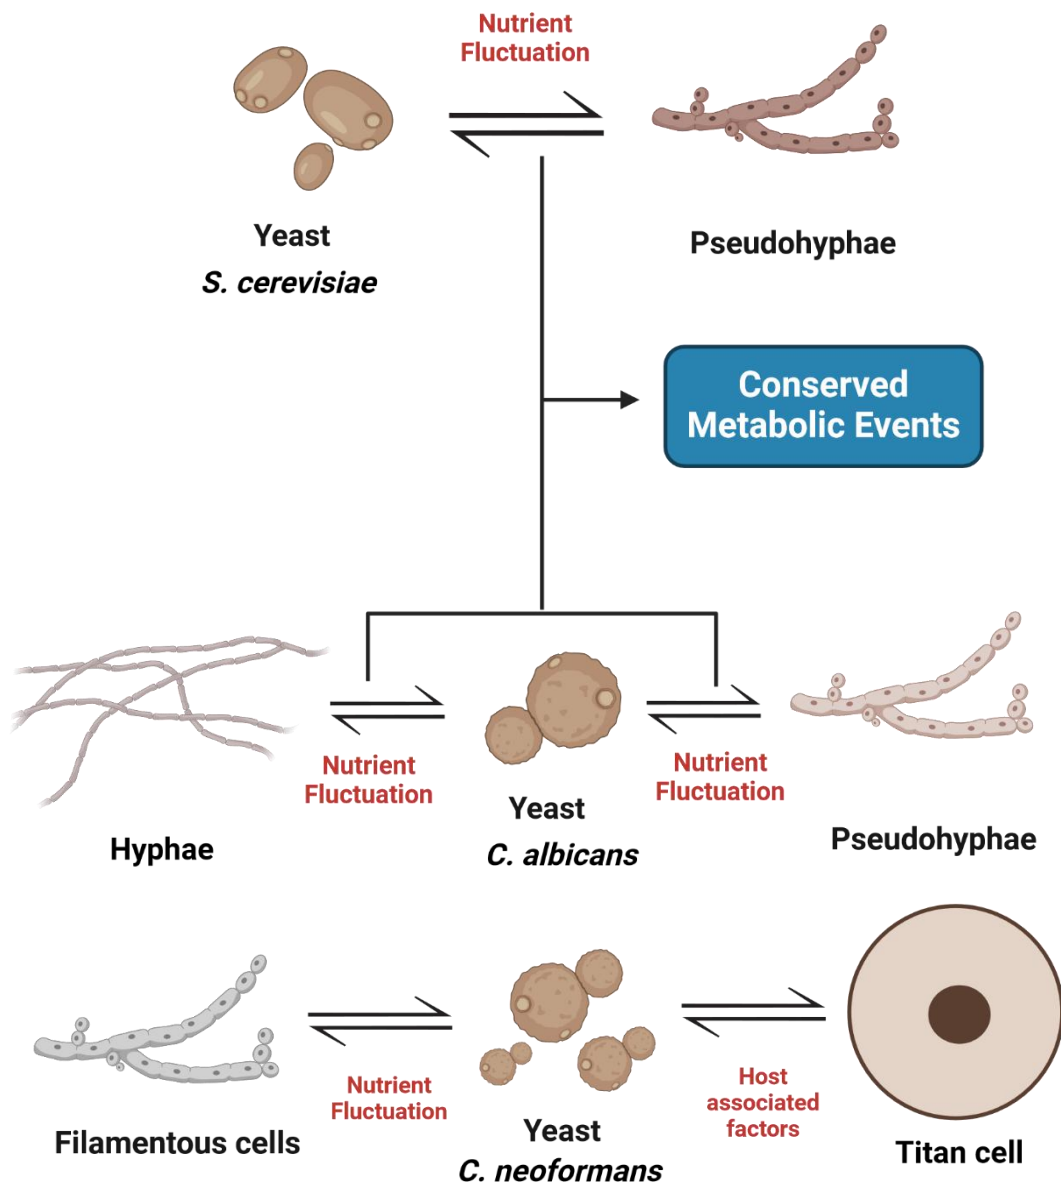 Nutrient
Fluctuation
Yeast
S. cerevisiae
Pseudohyphae
Conserved
Metabolic Events
Nutrient
Fluctuation
Nutrient
Fluctuation
Hyphae
Yeast
C. albicans
Pseudohyphae
Nutrient
Fluctuation
Host
associated
factors
Filamentous cells
Yeast
C. neoformans
Titan cell